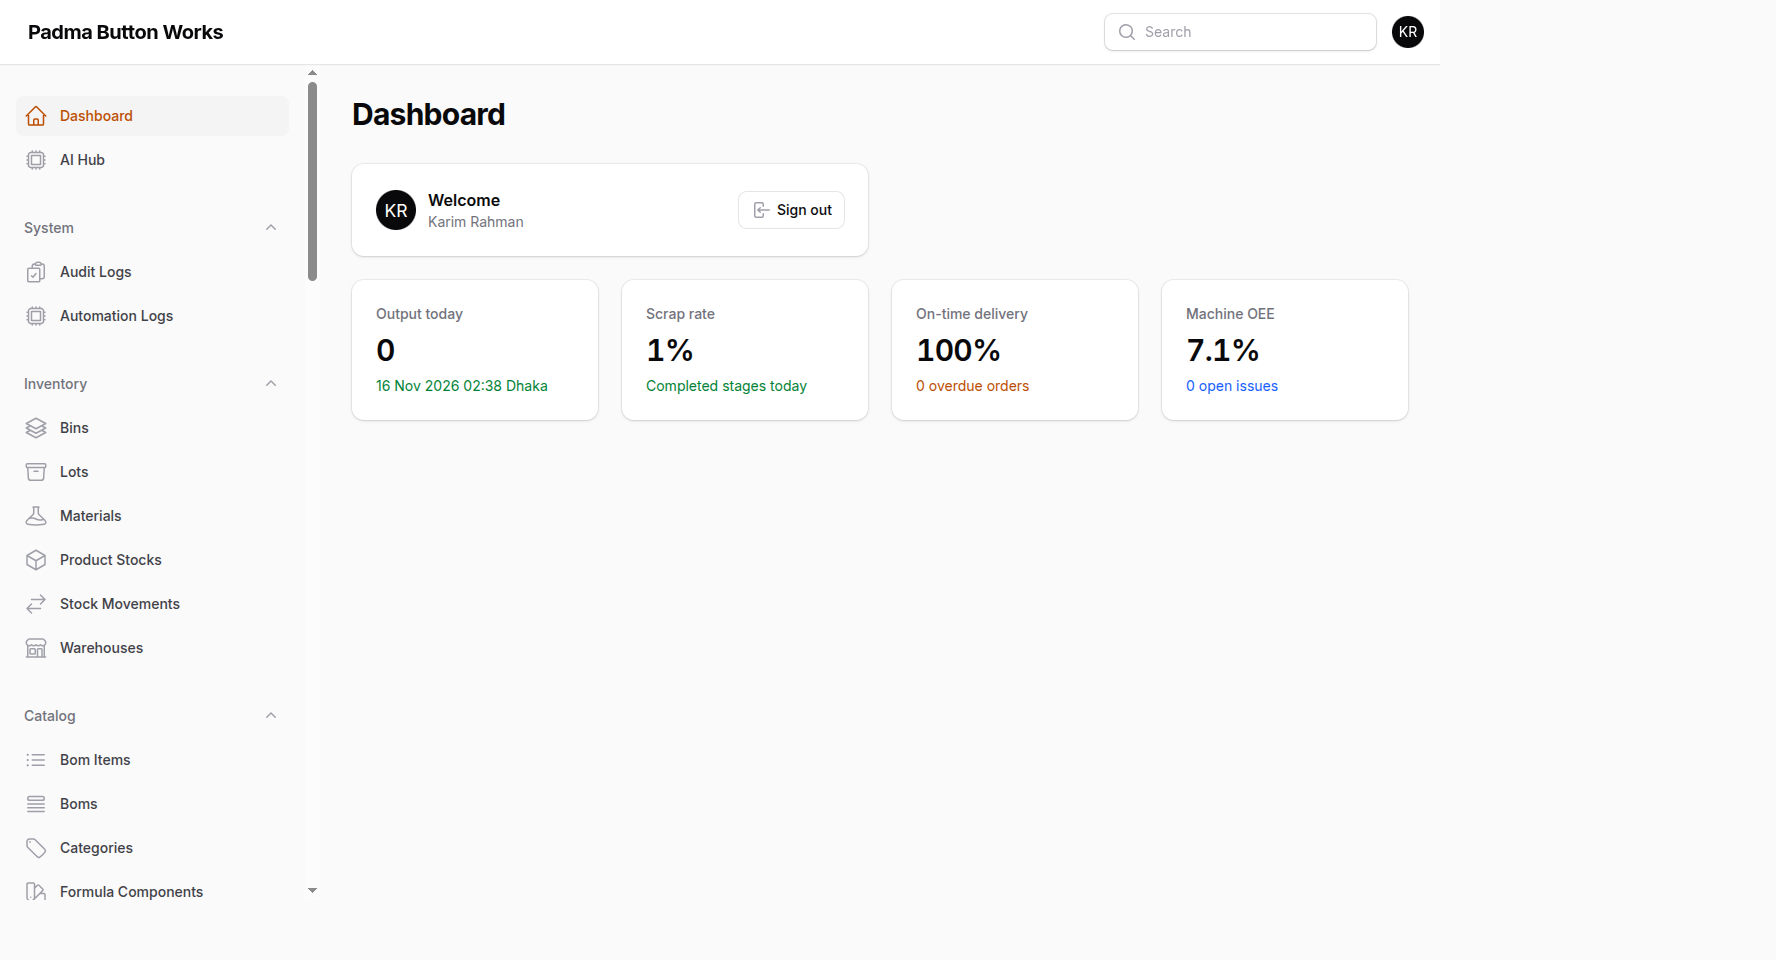 Padma Button Works
Search
KR
Dashboard
AI Hub
System
Audit Logs
Automation Logs
Inventory
Bins
Lots
Materials
Product Stocks
Stock Movements
Warehouses
Catalog
Bom Items
Boms
Categories
Formula Components
Dashboard
KR
Welcome
Karim Rahman
Sign out
Output today
0
16 Nov 2026 02:38 Dhaka
Scrap rate
1%
Completed stages today
On-time delivery
100%
0 overdue orders
Machine OEE
7.1%
0 open issues